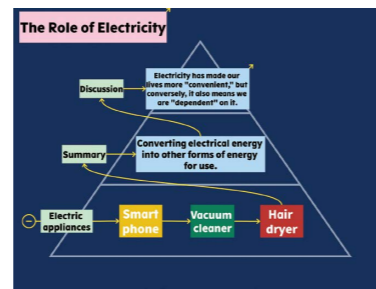 The Role of Electricity
Discussion
Electricity has made our
lives more "convenient," but
conversely, it also means we
are "dependent" on it.
Summary
Converting electrical energy
into other forms of energy
for use.
Electric
appliances
Smart
phone
Vacuum
cleaner
Hair
dryer